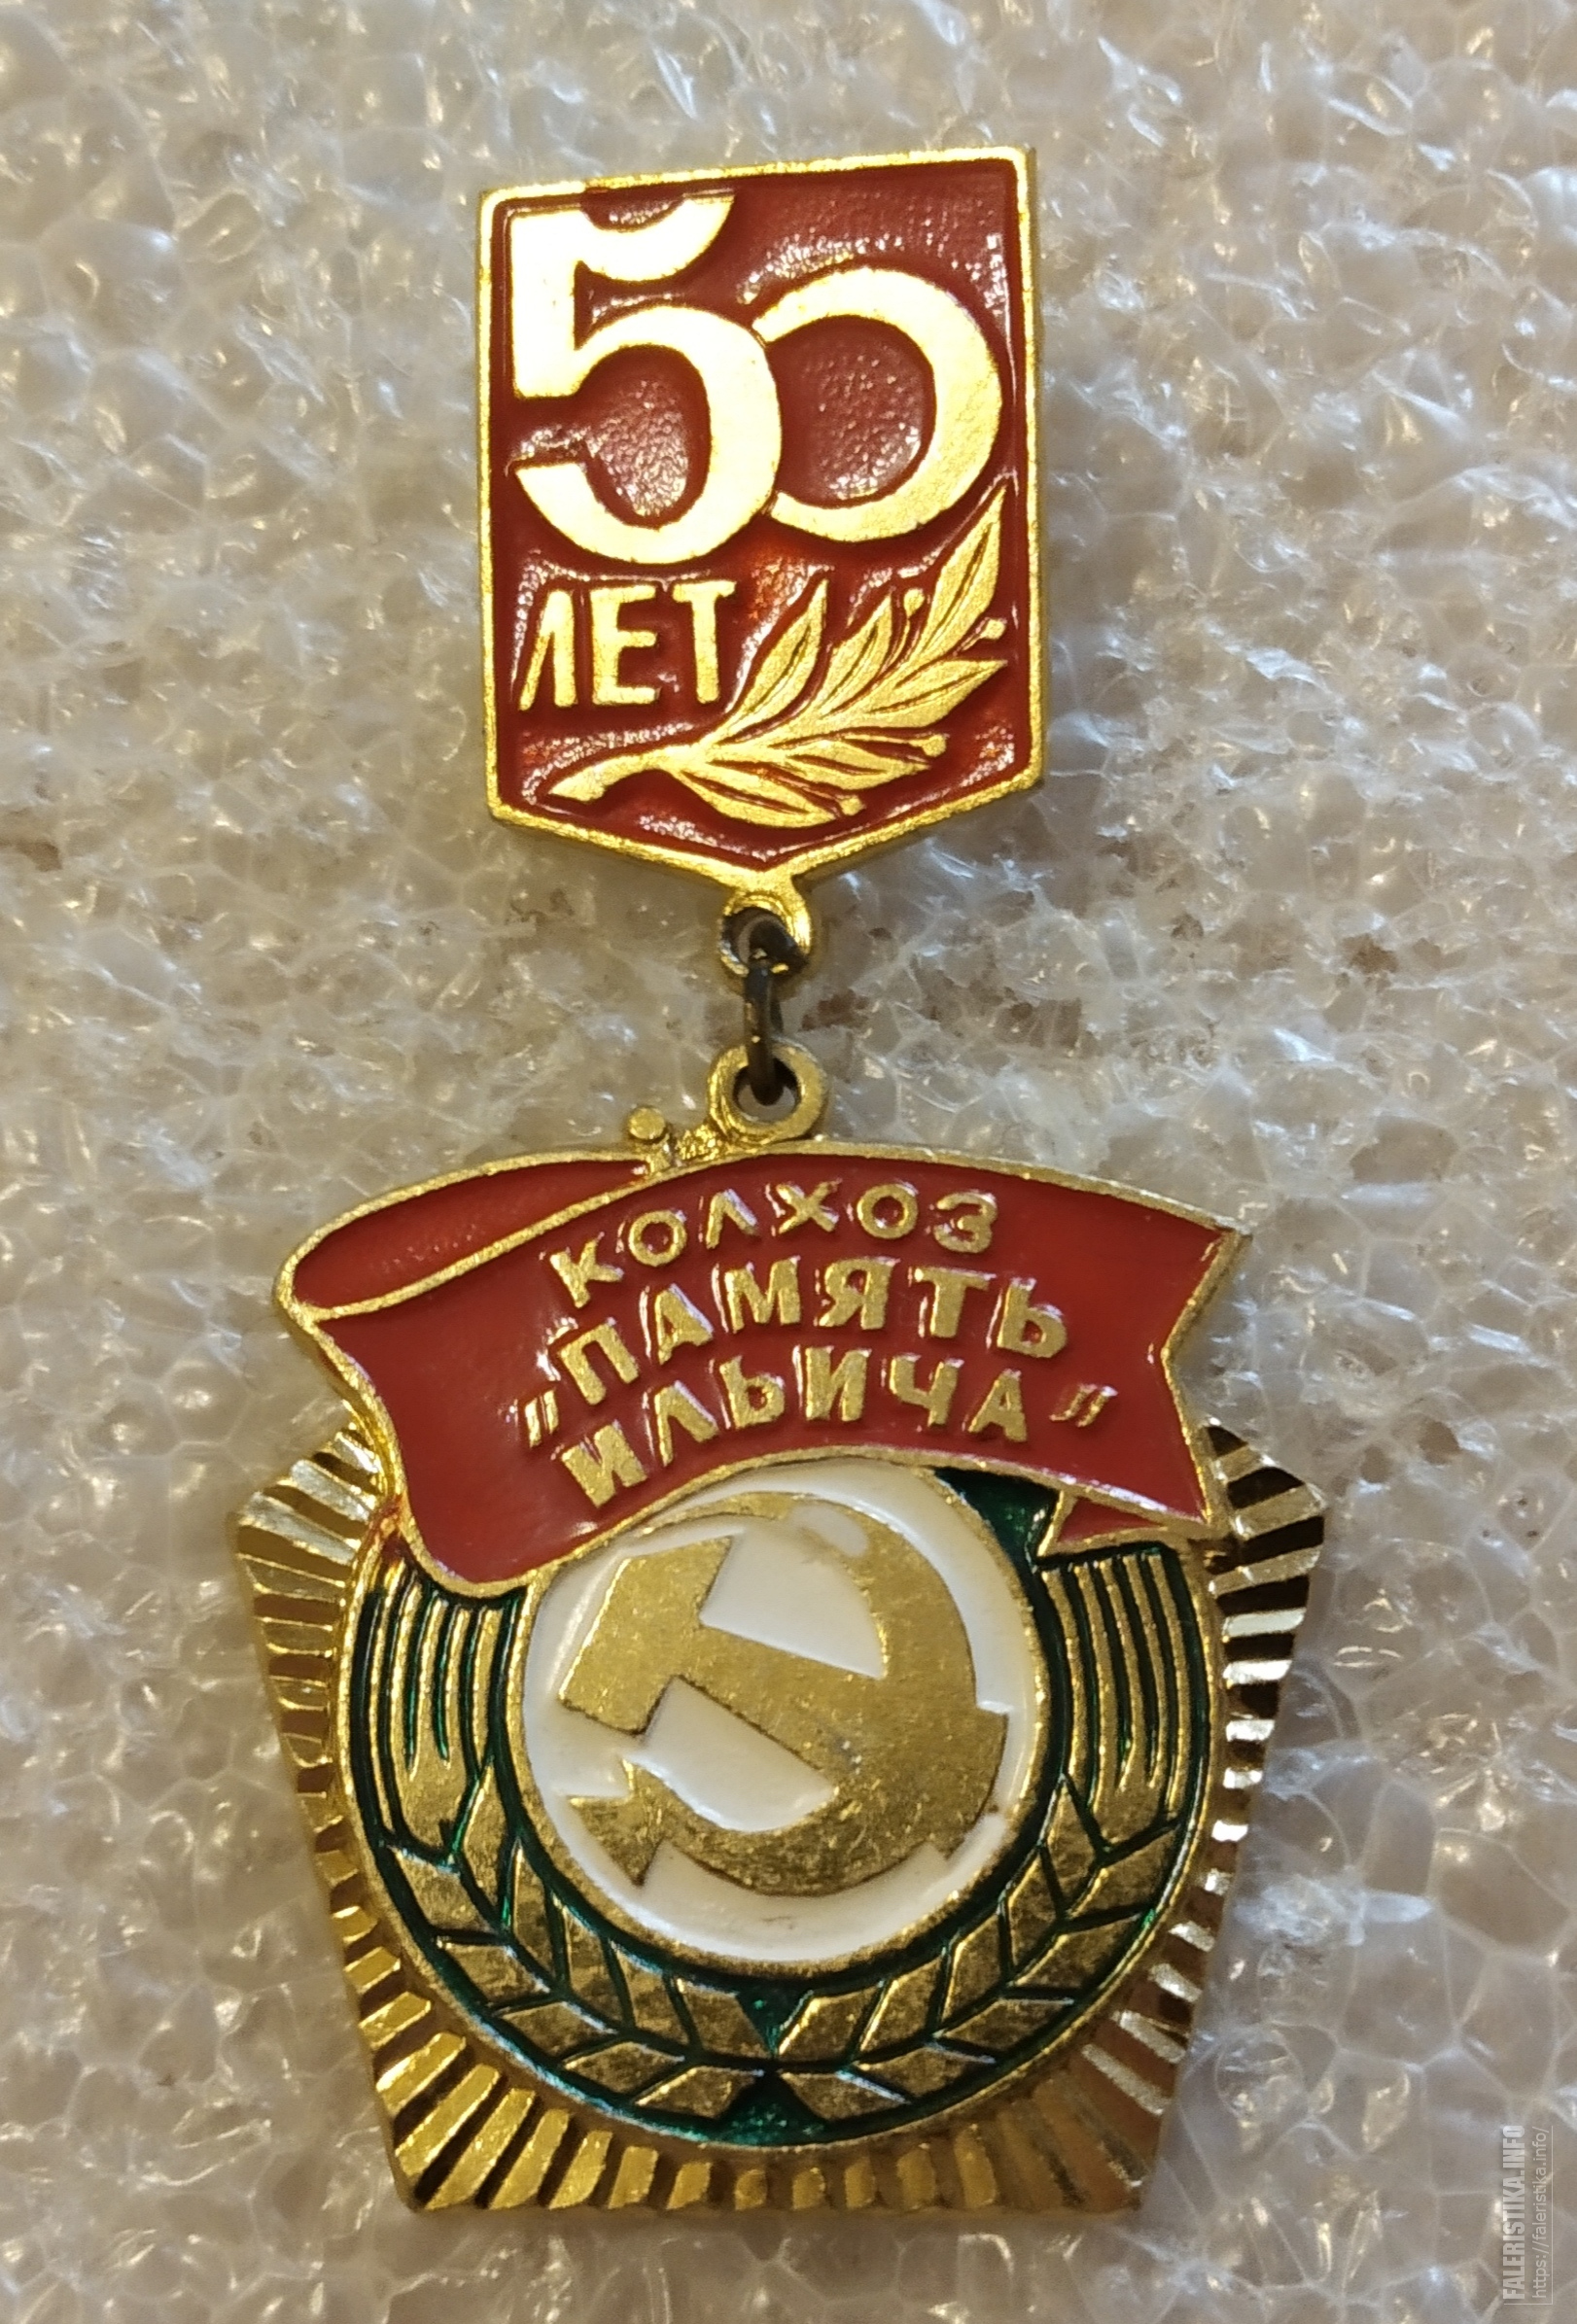 50
ЛЕТ
КОЛХОЗ
"ПАМЯТЬ
ИЛЬИЧА"
FALERISTIKA.INFO
https://faleristika.info/